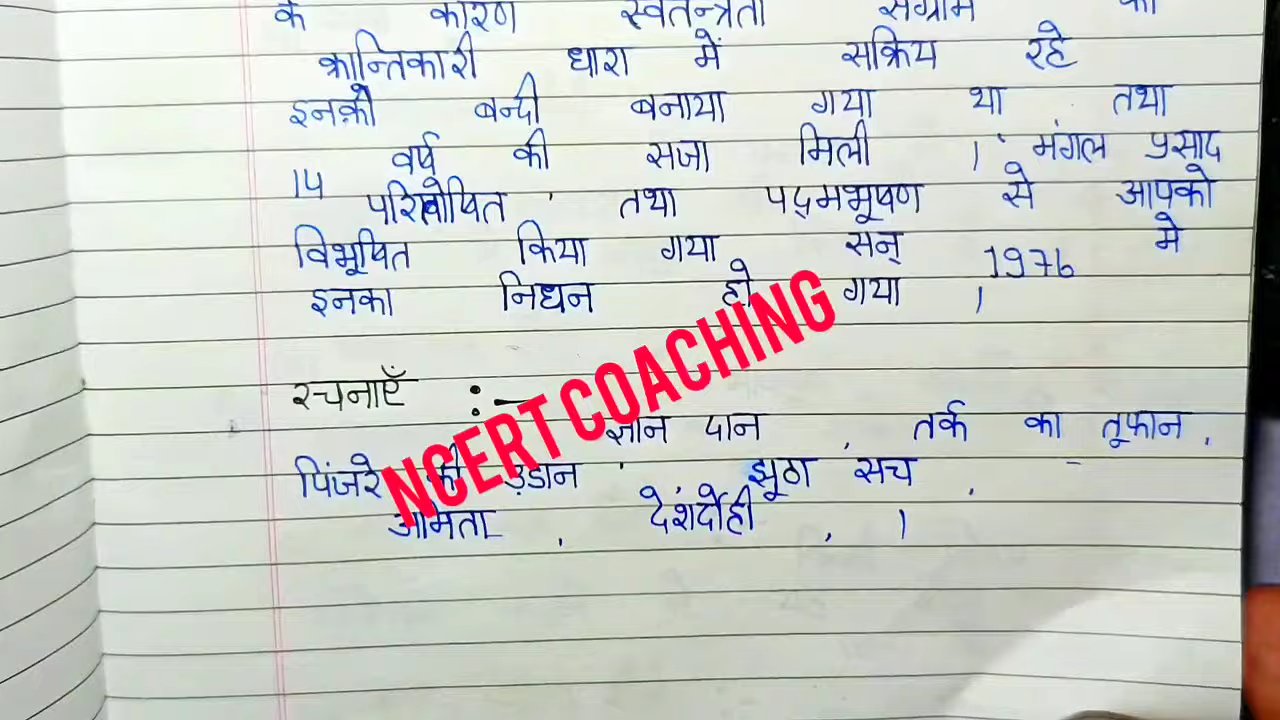 के कारण स्वतन्त्रता संग्राम की
क्रान्तिकारी धारा में सक्रिय रहे
इनको बन्दी बनाया गया था तथा
14 वर्ष की सजा मिली । मंगल प्रसाद
परितोषित तथा पद्मभूषण से आपको
विभूषित किया गया सन् 1976 मे
इनका निधन हो गया ।
रचनाएँ :-
ज्ञान दान , तर्क का तूफान ,
पिंजरे की उड़ान , झूठा सच ,
अमिता , देशद्रोही , ।
NCERT COACHING